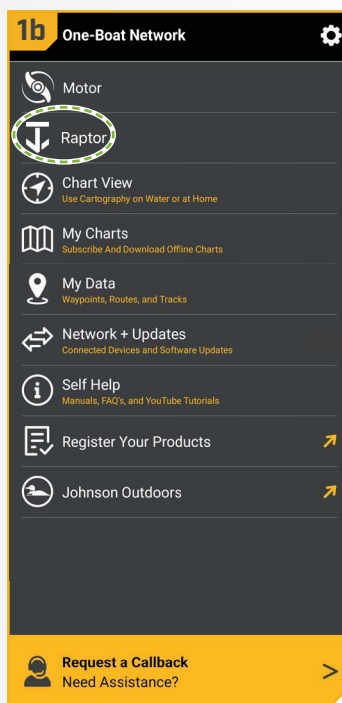 1b One-Boat Network
Motor
Raptor
Chart View
Use Cartography on Water or at Home
My Charts
Subscribe And Download Offline Charts
My Data
Waypoints, Routes, and Tracks
Network + Updates
Connected Devices and Software Updates
Self Help
Manuals, FAQ's, and YouTube Tutorials
Register Your Products
Johnson Outdoors
Request a Callback
Need Assistance?